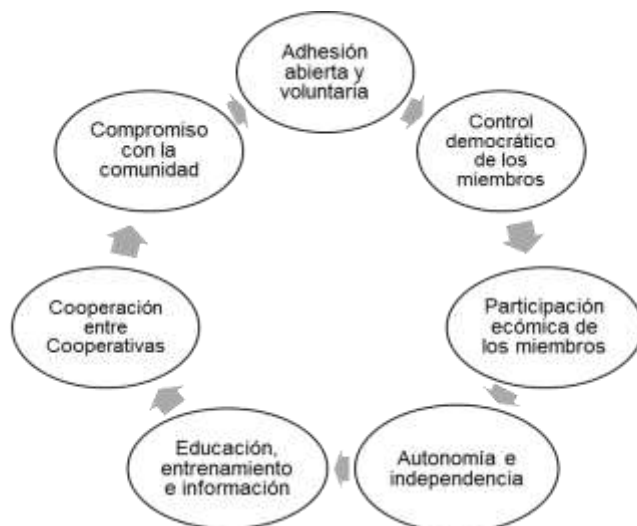 Adhesión
abierta y
voluntaria
Control
democrático
de los
miembros
Participación
ecómica de
los miembros
Autonomía e
independencia
Educación,
entrenamiento
e información
Cooperación
entre
Cooperativas
Compromiso
con la
comunidad